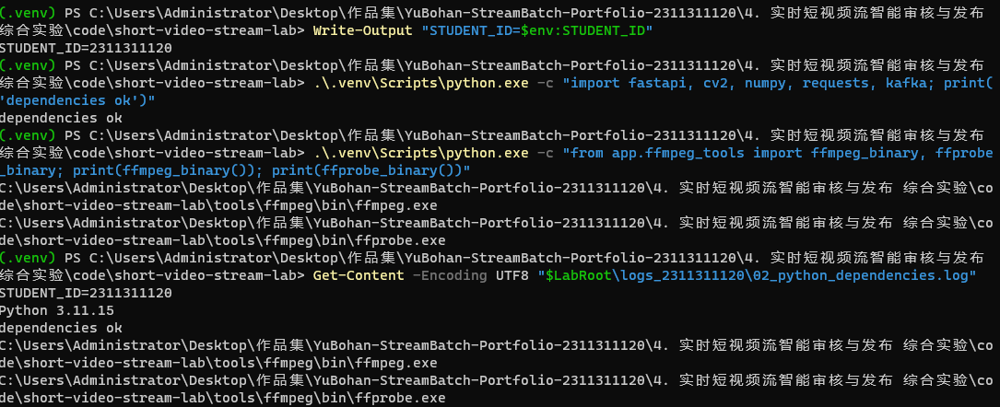 (.venv) PS C:\Users\Administrator\Desktop\作品集\YuBohan-StreamBatch-Portfolio-2311311120\4. 实时短视频流智能审核与发布
综合实验\code\short-video-stream-lab> Write-Output "STUDENT_ID=$env:STUDENT_ID"
STUDENT_ID=2311311120
(.venv) PS C:\Users\Administrator\Desktop\作品集\YuBohan-StreamBatch-Portfolio-2311311120\4. 实时短视频流智能审核与发布
综合实验\code\short-video-stream-lab> .\.venv\Scripts\python.exe -c "import fastapi, cv2, numpy, requests, kafka; print(
'dependencies ok')"
dependencies ok
(.venv) PS C:\Users\Administrator\Desktop\作品集\YuBohan-StreamBatch-Portfolio-2311311120\4. 实时短视频流智能审核与发布
综合实验\code\short-video-stream-lab> .\.venv\Scripts\python.exe -c "from app.ffmpeg_tools import ffmpeg_binary, ffprobe
_binary; print(ffmpeg_binary()); print(ffprobe_binary())"
C:\Users\Administrator\Desktop\作品集\YuBohan-StreamBatch-Portfolio-2311311120\4. 实时短视频流智能审核与发布 综合实验\co
de\short-video-stream-lab\tools\ffmpeg\bin\ffmpeg.exe
C:\Users\Administrator\Desktop\作品集\YuBohan-StreamBatch-Portfolio-2311311120\4. 实时短视频流智能审核与发布 综合实验\co
de\short-video-stream-lab\tools\ffmpeg\bin\ffprobe.exe
(.venv) PS C:\Users\Administrator\Desktop\作品集\YuBohan-StreamBatch-Portfolio-2311311120\4. 实时短视频流智能审核与发布
综合实验\code\short-video-stream-lab> Get-Content -Encoding UTF8 "$LabRoot\logs_2311311120\02_python_dependencies.log"
STUDENT_ID=2311311120
Python 3.11.15
dependencies ok
C:\Users\Administrator\Desktop\作品集\YuBohan-StreamBatch-Portfolio-2311311120\4. 实时短视频流智能审核与发布 综合实验\co
de\short-video-stream-lab\tools\ffmpeg\bin\ffmpeg.exe
C:\Users\Administrator\Desktop\作品集\YuBohan-StreamBatch-Portfolio-2311311120\4. 实时短视频流智能审核与发布 综合实验\co
de\short-video-stream-lab\tools\ffmpeg\bin\ffprobe.exe